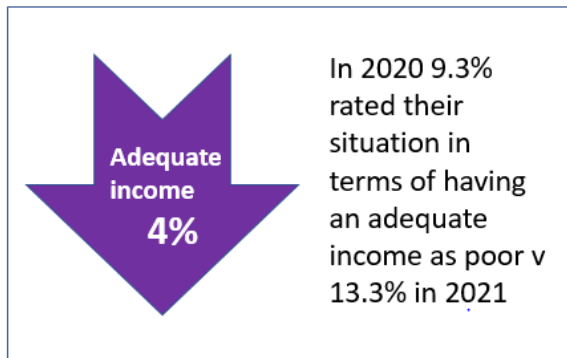 Adequate
income
4%
In 2020 9.3%
rated their
situation in
terms of having
an adequate
income as poor v
13.3% in 2021